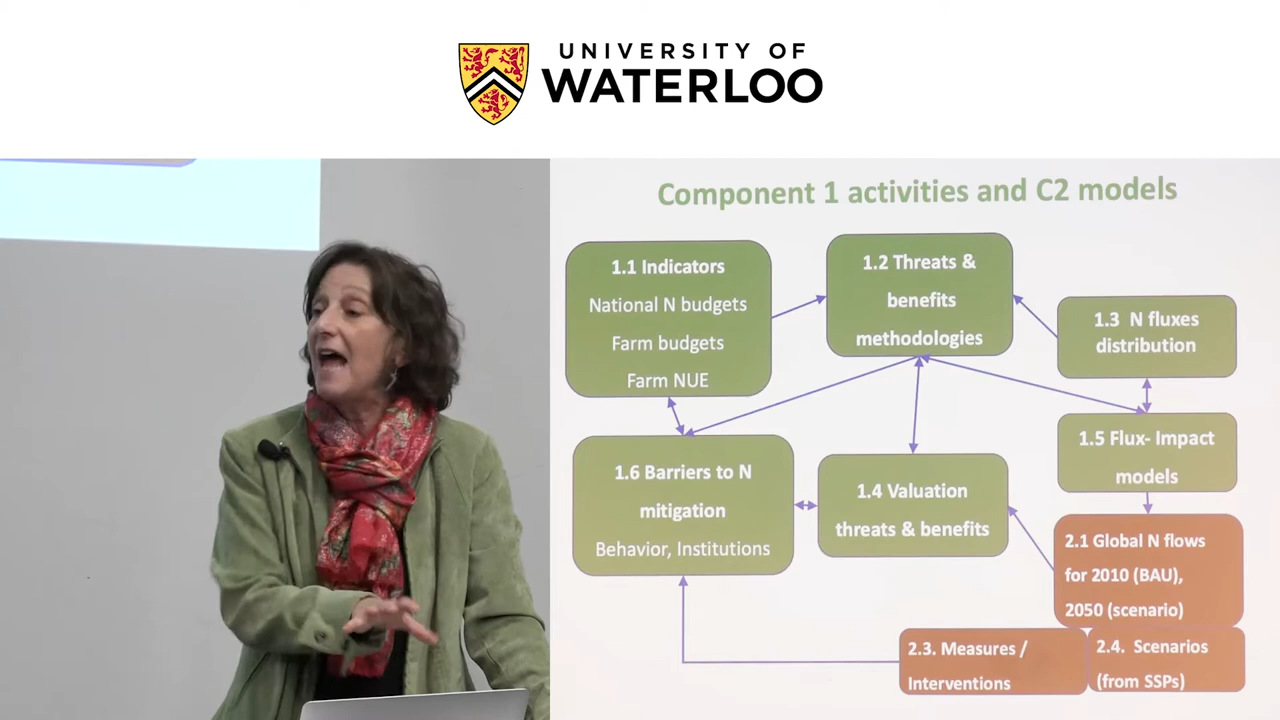 UNIVERSITY OF
WATERLOO
Component 1 activities and C2 models
1.1 Indicators
National N budgets
Farm budgets
Farm NUE
1.2 Threats &
benefits
methodologies
1.3 N fluxes
distribution
1.6 Barriers to N
mitigation
Behavior, Institutions
1.4 Valuation
threats & benefits
1.5 Flux- Impact
models
2.1 Global N flows
for 2010 (BAU),
2050 (scenario)
2.3. Measures /
Interventions
2.4. Scenarios
(from SSPs)